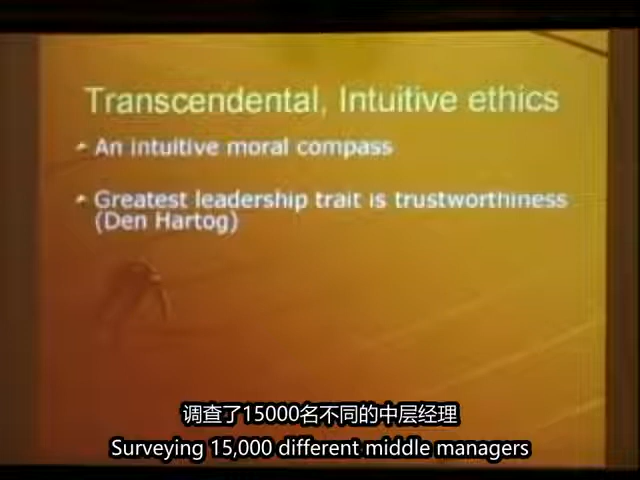 Transcendental, Intuitive ethics
An intuitive moral compass
Greatest leadership trait is trustworthiness
(Den Hartog)
调查了15000名不同的中层经理
Surveying 15,000 different middle managers